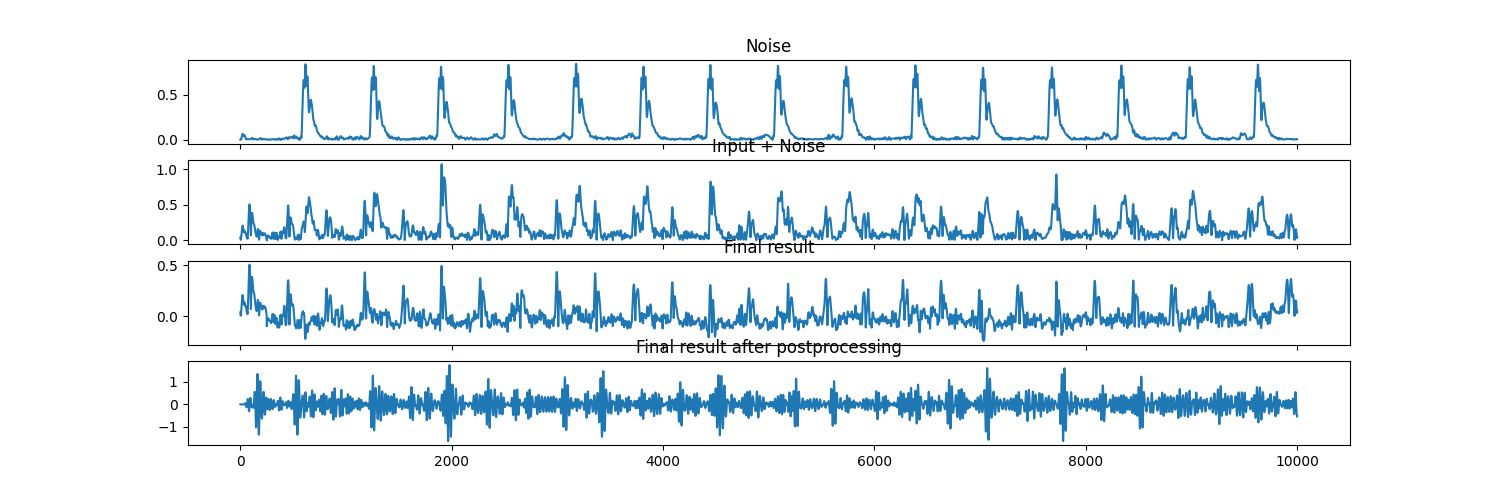 Noise
0.5
0.0
Input + Noise
1.0
0.5
0.0
Final result
0.5
0.0
Final result after postprocessing
1
0
−1
0 2000 4000 6000 8000 10000